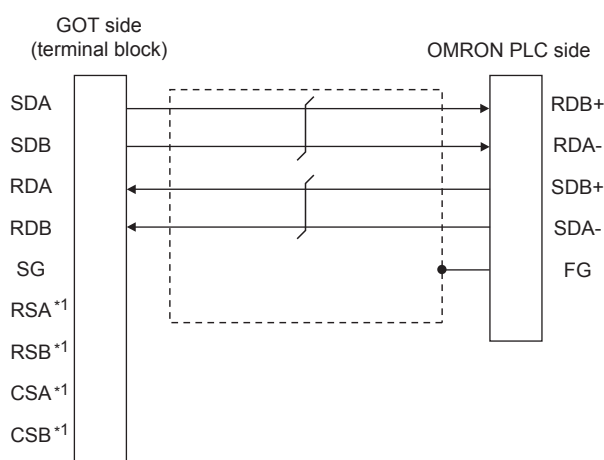 GOT side
(terminal block)
OMRON PLC side
SDA
RDB+
SDB
RDA-
RDA
SDB+
RDB
SDA-
SG
FG
RSA*1
RSB*1
CSA*1
CSB*1